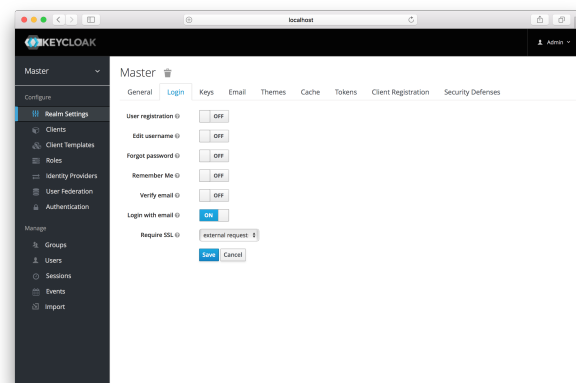 localhost
KEYCLOAK
Admin
Master
Configure
Realm Settings
Clients
Client Templates
Roles
Identity Providers
User Federation
Authentication
Manage
Groups
Users
Sessions
Events
Import
Master
General Login Keys Email Themes Cache Tokens Client Registration Security Defenses
User registration OFF
Edit username OFF
Forgot password OFF
Remember Me OFF
Verify email OFF
Login with email ON
Require SSL external request
Save Cancel